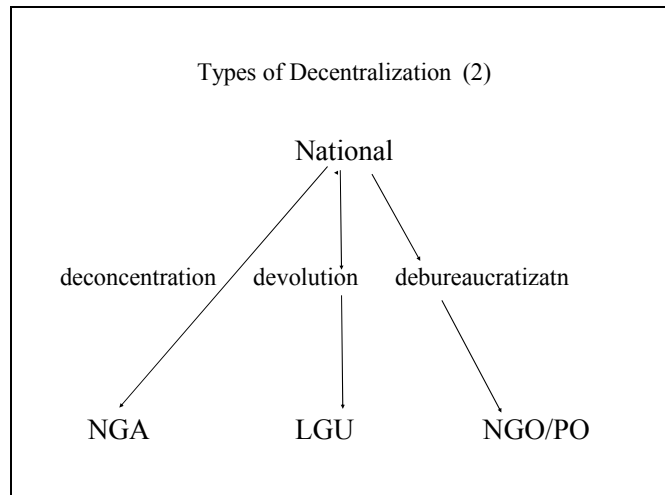 Types of Decentralization (2)
National
deconcentration devolution debureaucratizatn
NGA LGU NGO/PO